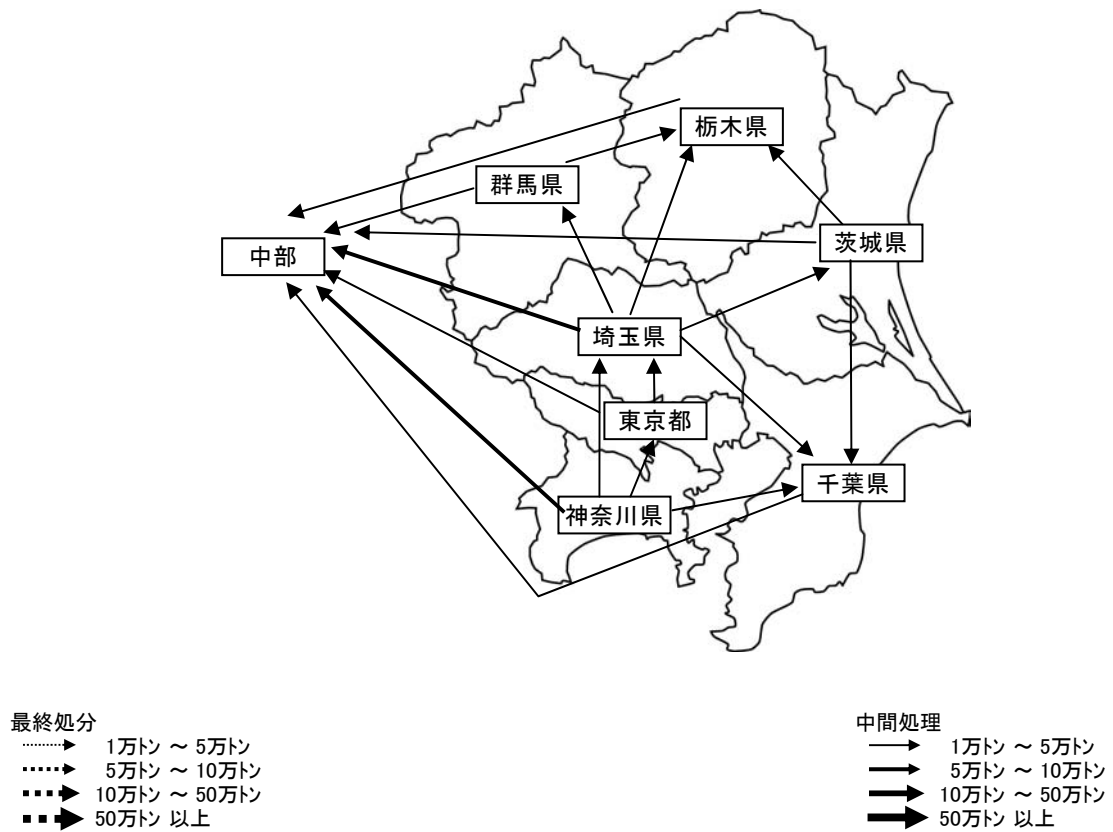 栃木県
群馬県
茨城県
中部
埼玉県
東京都
千葉県
神奈川県
最終処分
1万トン ～ 5万トン
5万トン ～ 10万トン
10万トン ～ 50万トン
50万トン 以上
中間処理
1万トン ～ 5万トン
5万トン ～ 10万トン
10万トン ～ 50万トン
50万トン 以上